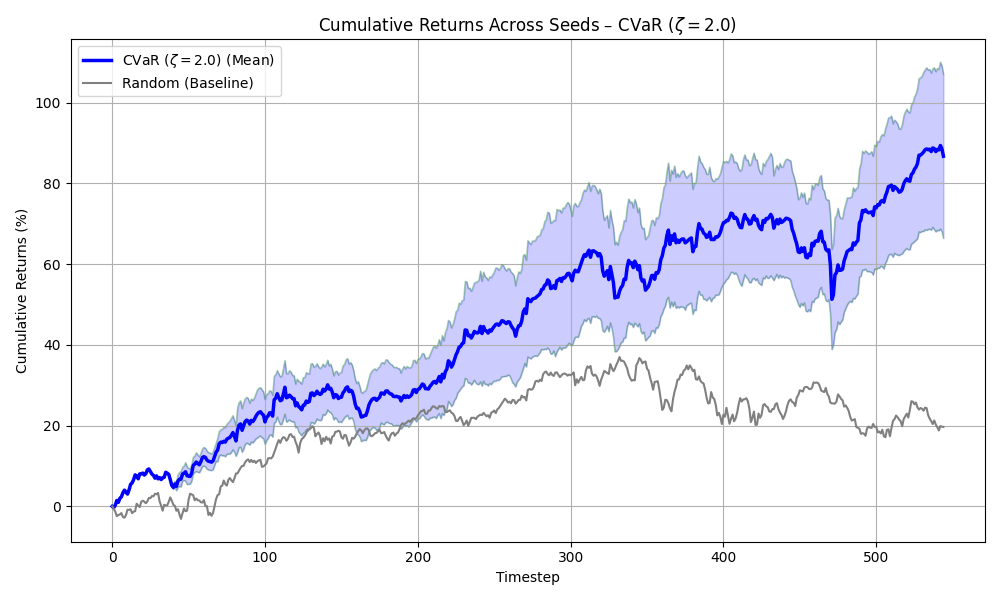 Cumulative Returns Across Seeds – CVaR (ζ = 2.0)
CVaR (ζ = 2.0) (Mean)
Random (Baseline)
Cumulative Returns (%)
100
80
60
40
20
0
0 100 200 300 400 500
Timestep